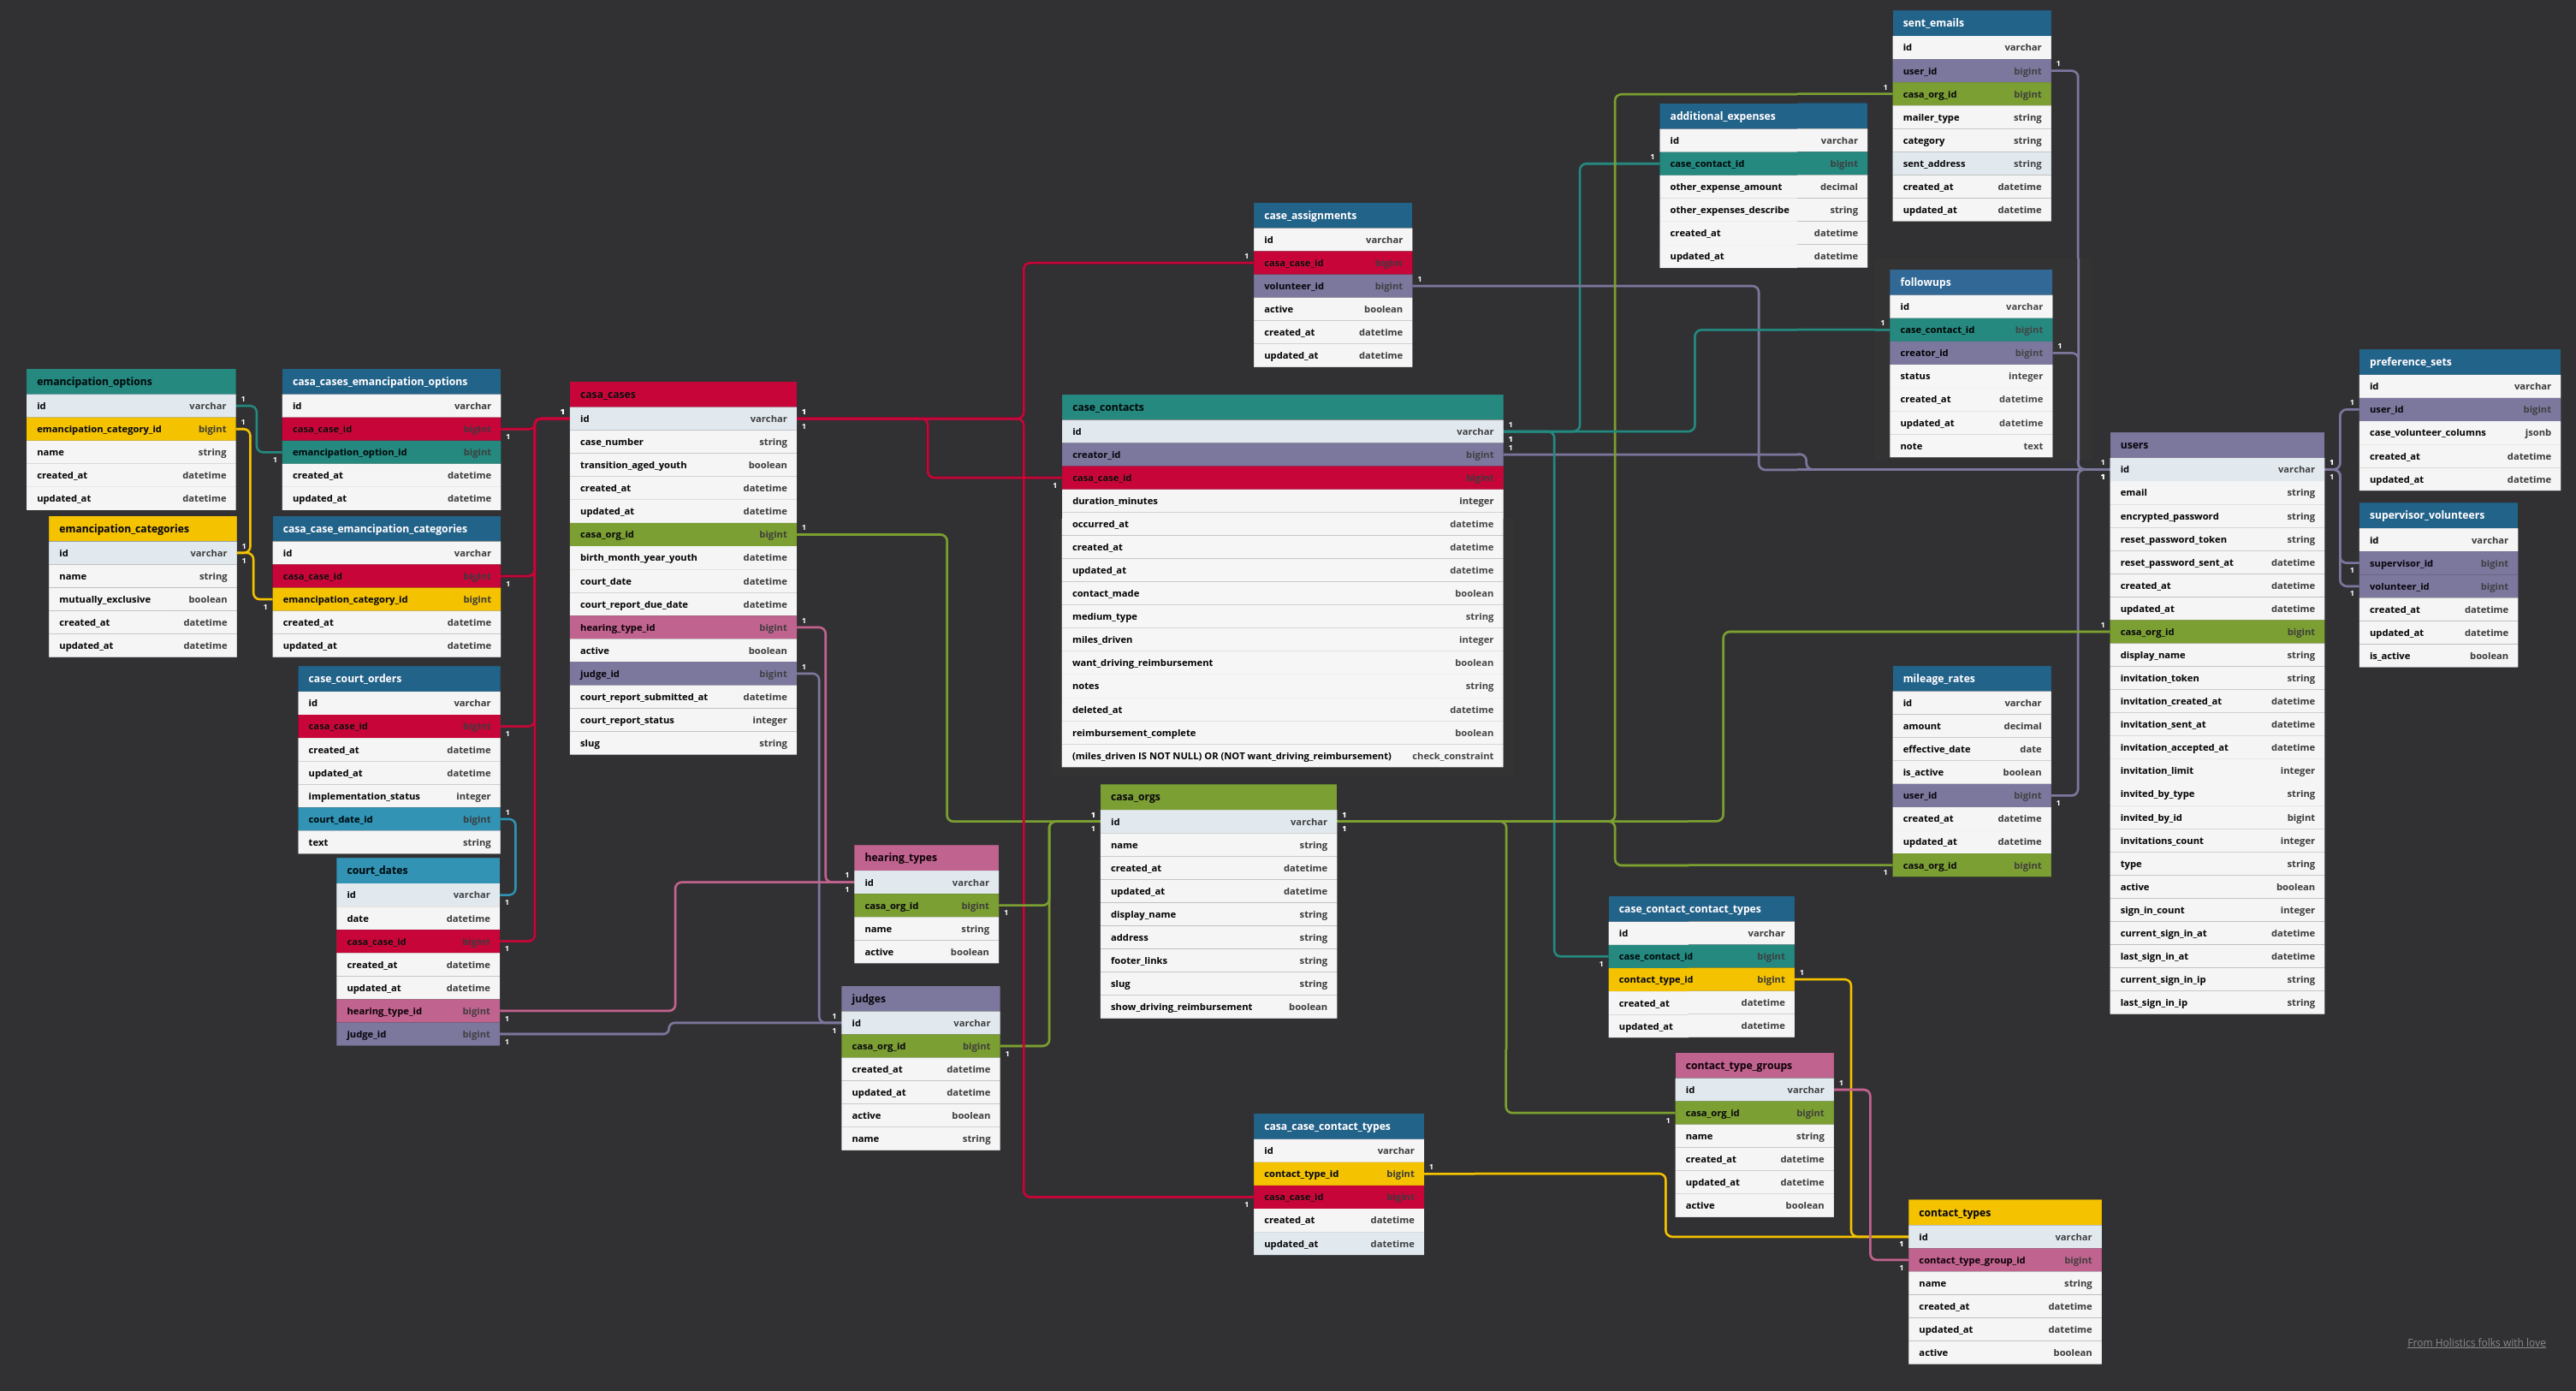 sent_emails
id varchar
user_id bigint
casa_org_id bigint
mailer_type string
category string
sent_address string
created_at datetime
updated_at datetime
additional_expenses
id varchar
case_contact_id bigint
other_expense_amount decimal
other_expenses_describe string
created_at datetime
updated_at datetime
case_assignments
id varchar
casa_case_id bigint
volunteer_id bigint
active boolean
created_at datetime
updated_at datetime
followups
id varchar
case_contact_id bigint
creator_id bigint
status integer
created_at datetime
updated_at datetime
note text
preference_sets
id varchar
user_id bigint
case_volunteer_columns jsonb
created_at datetime
updated_at datetime
emancipation_options
id varchar
emancipation_category_id bigint
name string
created_at datetime
updated_at datetime
casa_cases_emancipation_options
id varchar
casa_case_id bigint
emancipation_option_id bigint
created_at datetime
updated_at datetime
casa_cases
id varchar
case_number string
transition_aged_youth boolean
created_at datetime
updated_at datetime
casa_org_id bigint
birth_month_year_youth datetime
court_date datetime
court_report_due_date datetime
hearing_type_id bigint
active boolean
judge_id bigint
court_report_submitted_at datetime
court_report_status integer
slug string
case_contacts
id varchar
creator_id bigint
casa_case_id bigint
duration_minutes integer
occurred_at datetime
created_at datetime
updated_at datetime
contact_made boolean
medium_type string
miles_driven integer
want_driving_reimbursement boolean
notes string
deleted_at datetime
reimbursement_complete boolean
(miles_driven IS NOT NULL) OR (NOT want_driving_reimbursement) check_constraint
users
id varchar
email string
encrypted_password string
reset_password_token string
reset_password_sent_at datetime
created_at datetime
updated_at datetime
casa_org_id bigint
display_name string
invitation_token string
invitation_created_at datetime
invitation_sent_at datetime
invitation_accepted_at datetime
invitation_limit integer
invited_by_type string
invited_by_id bigint
invitations_count integer
type string
active boolean
sign_in_count integer
current_sign_in_at datetime
last_sign_in_at datetime
current_sign_in_ip string
last_sign_in_ip string
supervisor_volunteers
id varchar
supervisor_id bigint
volunteer_id bigint
created_at datetime
updated_at datetime
is_active boolean
emancipation_categories
id varchar
name string
mutually_exclusive boolean
created_at datetime
updated_at datetime
casa_case_emancipation_categories
id varchar
casa_case_id bigint
emancipation_category_id bigint
created_at datetime
updated_at datetime
case_court_orders
id varchar
casa_case_id bigint
created_at datetime
updated_at datetime
implementation_status integer
court_date_id bigint
text string
court_dates
id varchar
date datetime
casa_case_id bigint
created_at datetime
updated_at datetime
hearing_type_id bigint
judge_id bigint
hearing_types
id varchar
casa_org_id bigint
name string
active boolean
judges
id varchar
casa_org_id bigint
created_at datetime
updated_at datetime
active boolean
name string
casa_orgs
id varchar
name string
created_at datetime
updated_at datetime
display_name string
address string
footer_links string
slug string
show_driving_reimbursement boolean
mileage_rates
id varchar
amount decimal
effective_date date
is_active boolean
user_id bigint
created_at datetime
updated_at datetime
casa_org_id bigint
case_contact_contact_types
id varchar
case_contact_id bigint
contact_type_id bigint
created_at datetime
updated_at datetime
contact_type_groups
id varchar
casa_org_id bigint
name string
created_at datetime
updated_at datetime
active boolean
casa_case_contact_types
id varchar
contact_type_id bigint
casa_case_id bigint
created_at datetime
updated_at datetime
contact_types
id varchar
contact_type_group_id bigint
name string
created_at datetime
updated_at datetime
active boolean
From Holistics folks with love